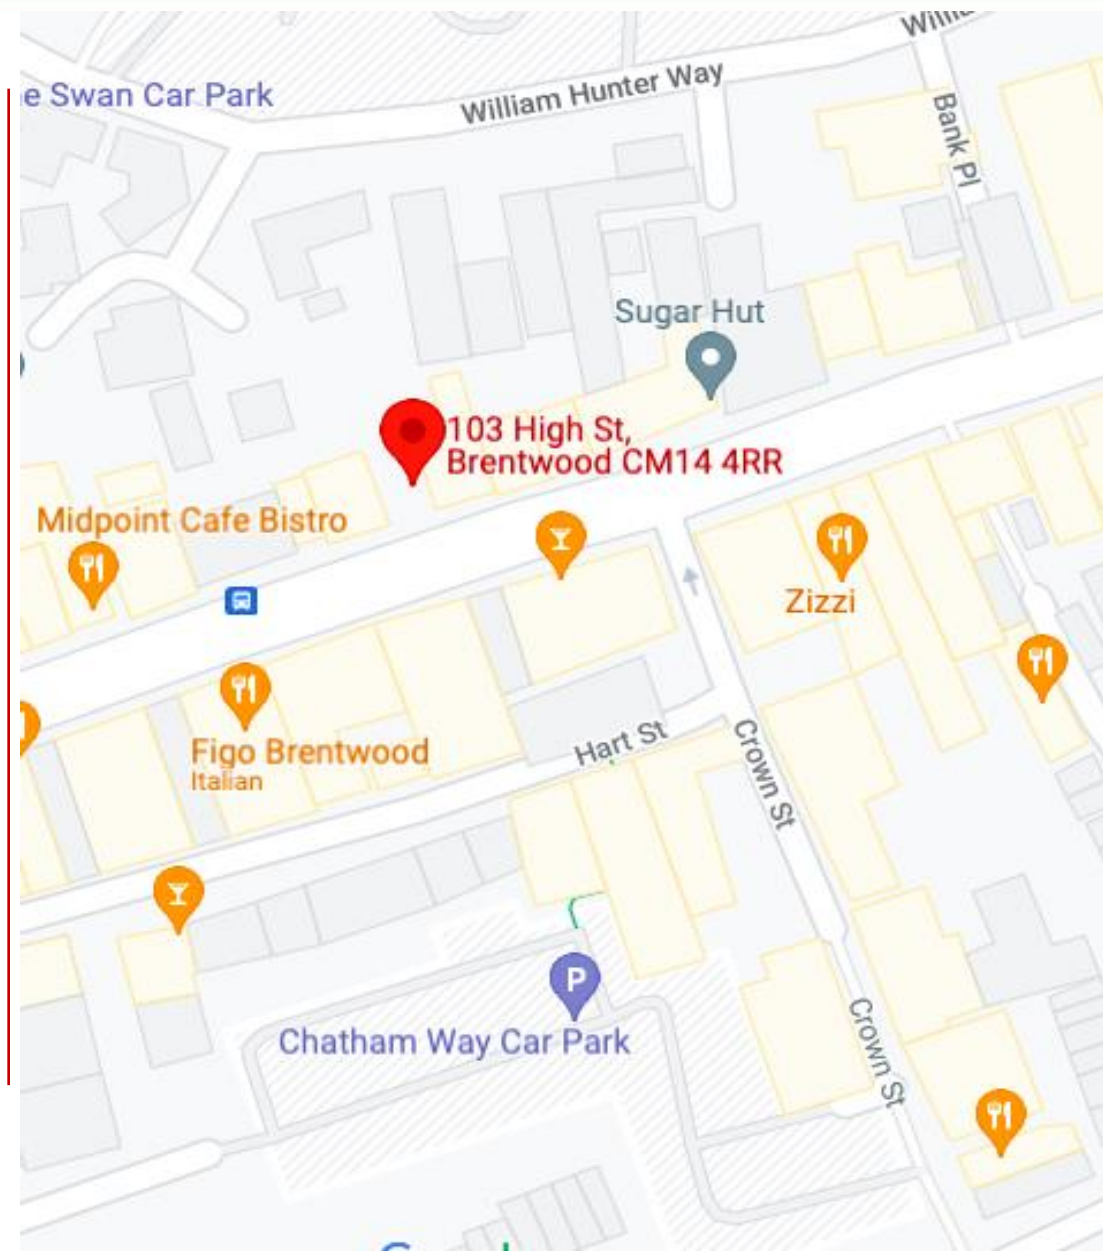 Willia
e Swan Car Park
William Hunter Way
Bank Pl
Sugar Hut
103 High St,
Brentwood CM14 4RR
Midpoint Cafe Bistro
Zizzi
Hart St
Crown St
Figo Brentwood
Italian
P
Chatham Way Car Park
Crown St